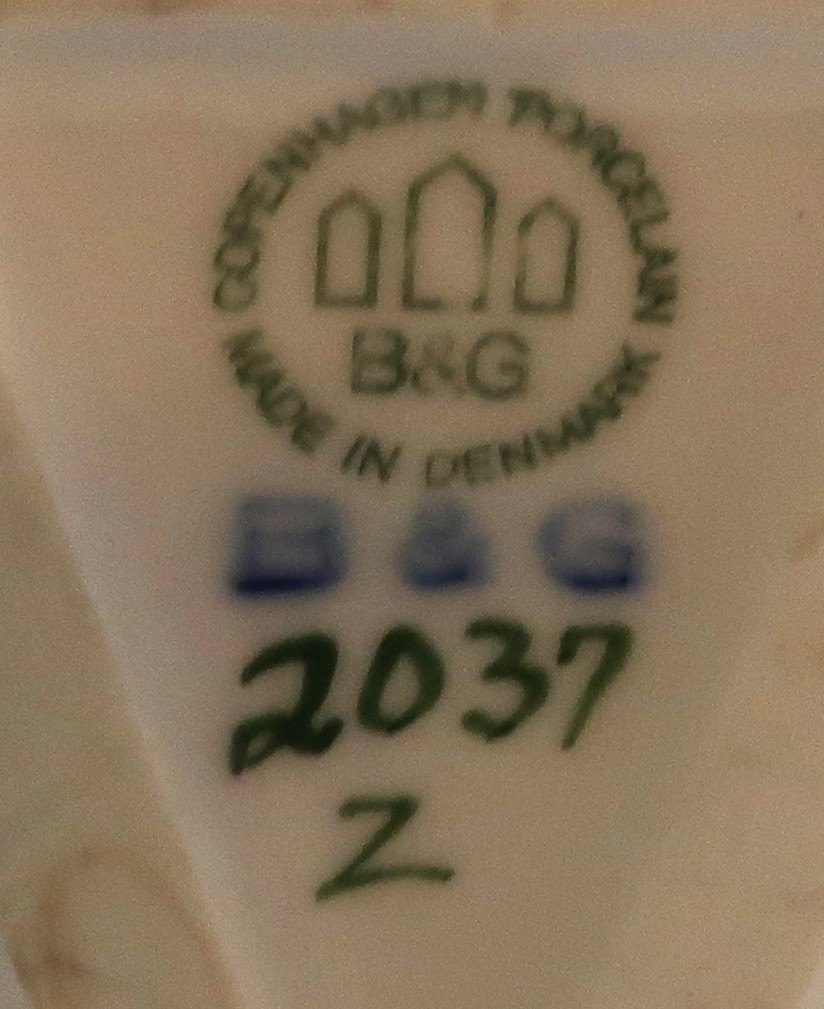 COPENHAGEN PORCELAIN
B&G
MADE IN DENMARK
B & G
2037
Z